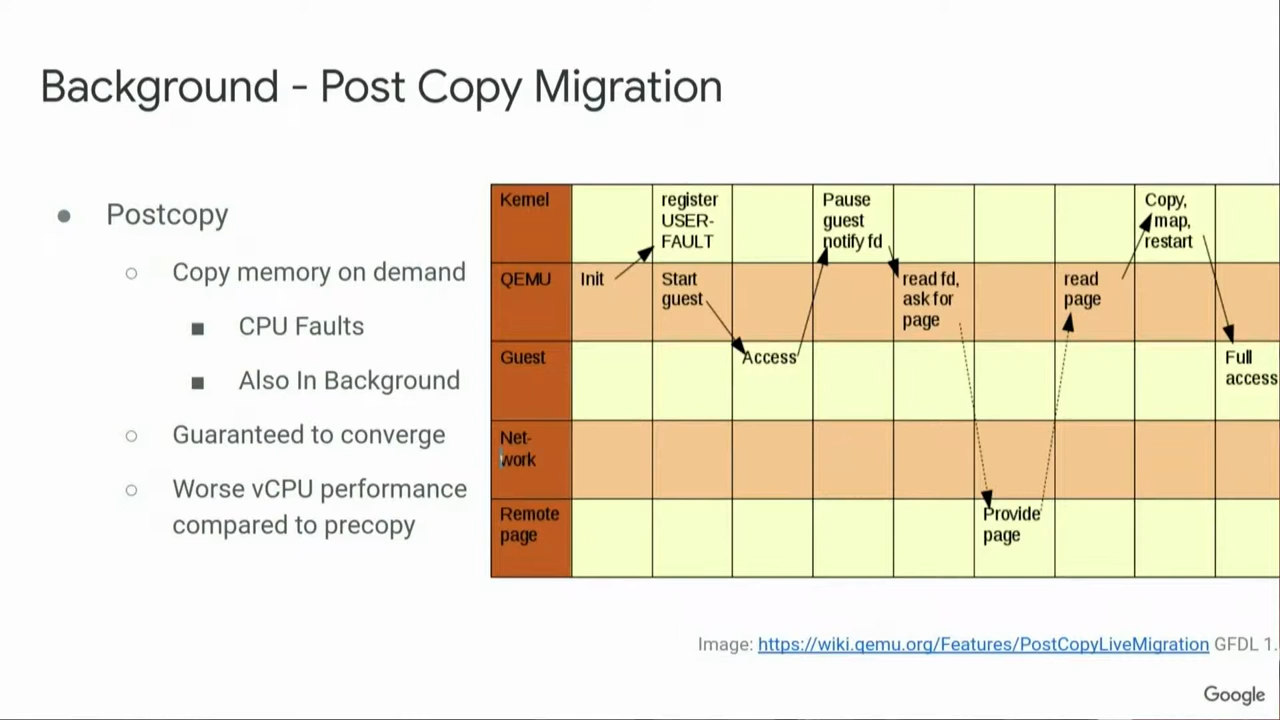 Background - Post Copy Migration
Postcopy
Copy memory on demand
CPU Faults
Also In Background
Guaranteed to converge
Worse vCPU performance
compared to precopy
Kernel
register
USER-
FAULT
Pause
guest
notify fd
Copy,
map,
restart
QEMU
Init
Start
guest
read fd,
ask for
page
read
page
Guest
Access
Full
access
Net-
work
Remote
page
Provide
page
Image: https://wiki.qemu.org/Features/PostCopyLiveMigration GFDL 1.
Google